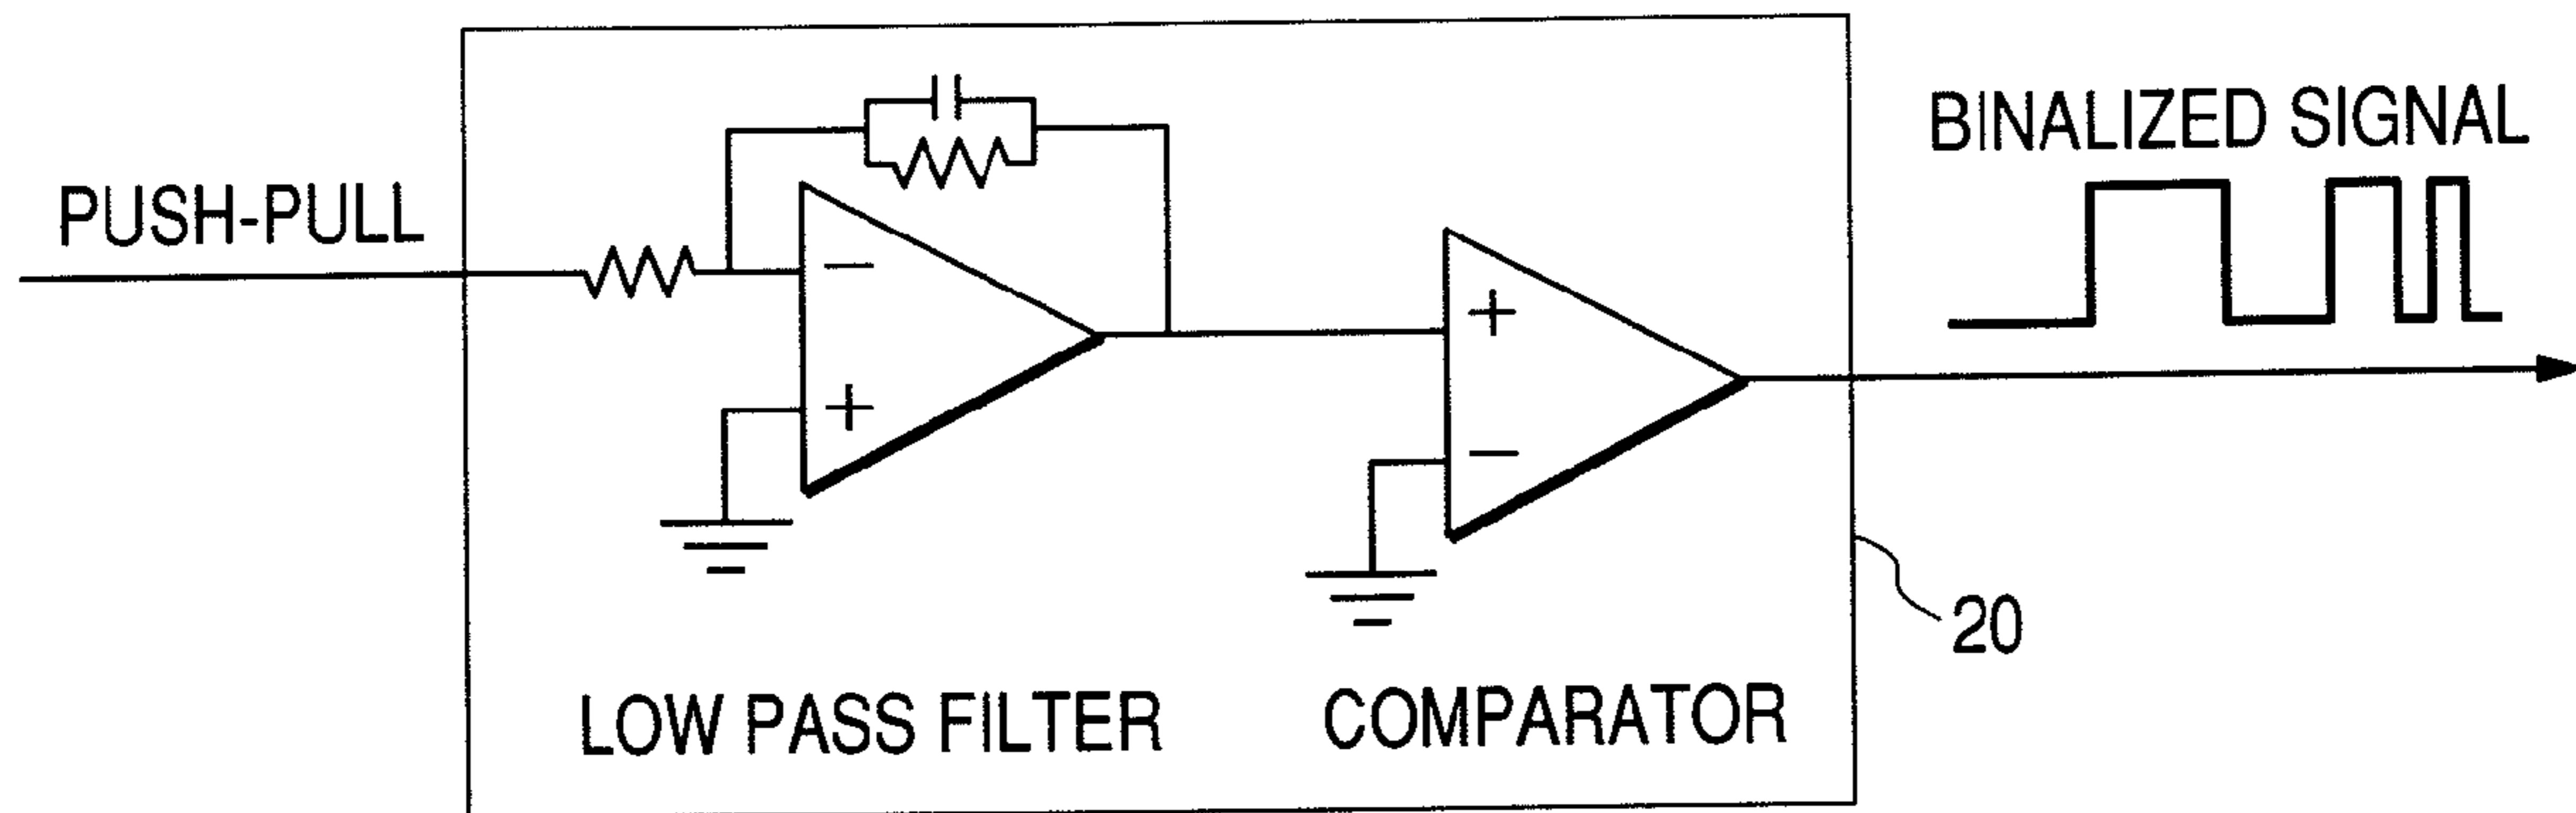 PUSH-PULL
BINALIZED SIGNAL
−
+
+
−
20
LOW PASS FILTER
COMPARATOR